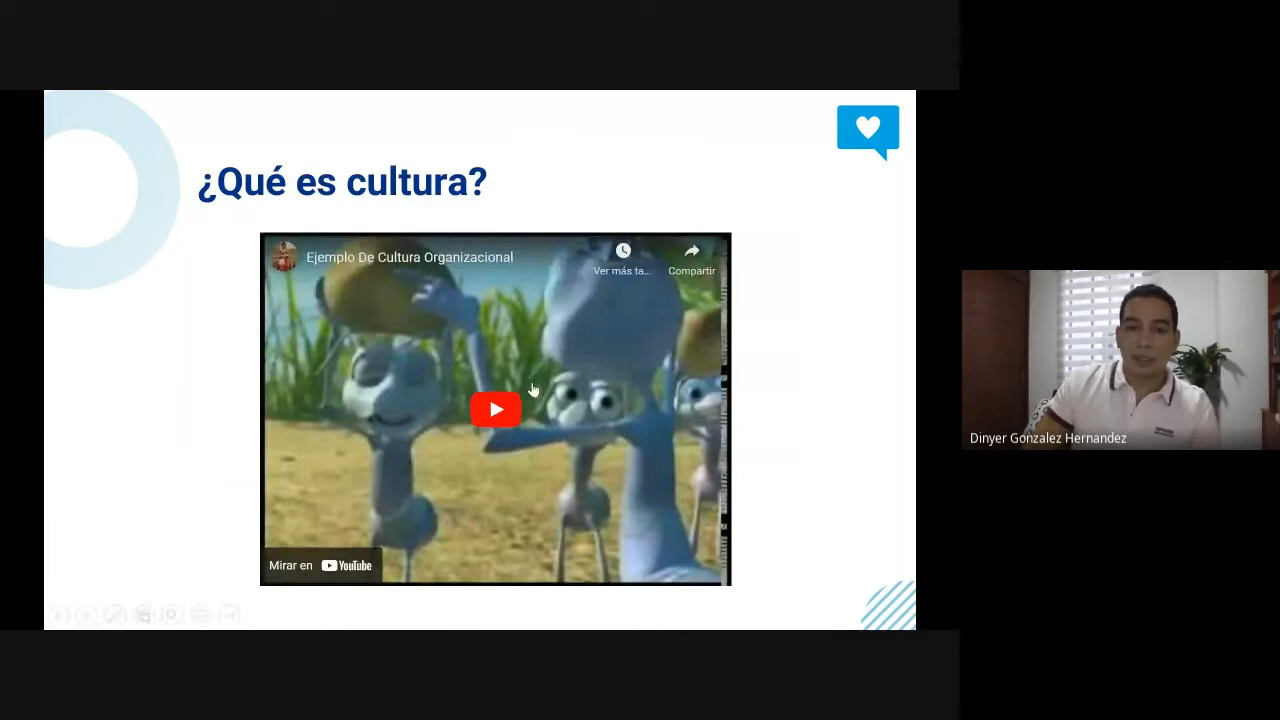 ¿Qué es cultura?
Ejemplo De Cultura Organizacional
Ver más ta...
Compartir
Mirar en YouTube
Dinyer Gonzalez Hernandez